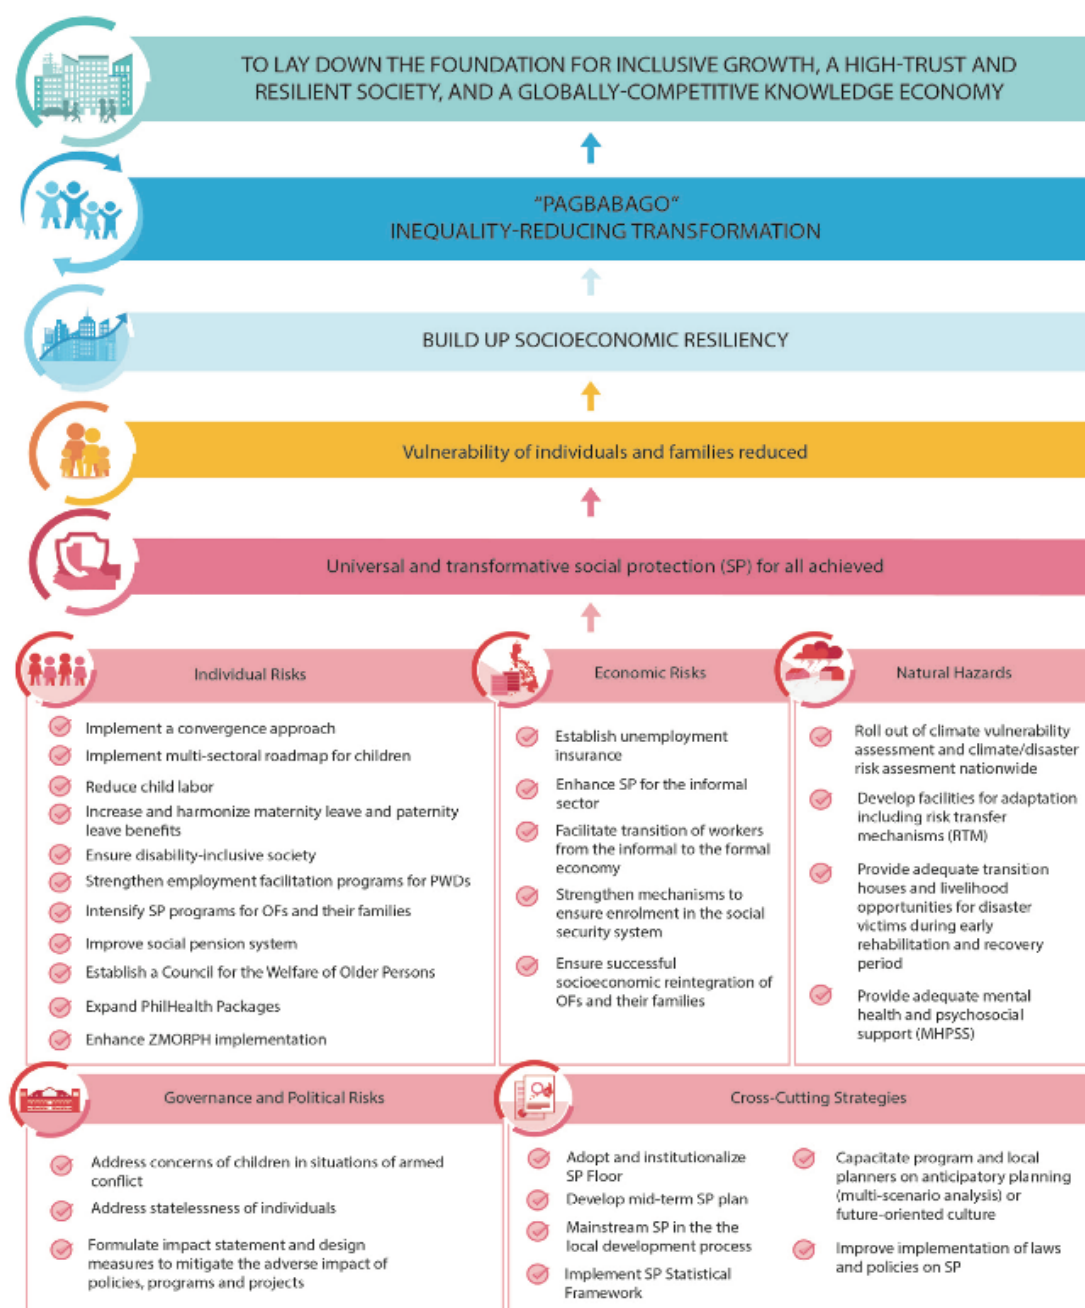 TO LAY DOWN THE FOUNDATION FOR INCLUSIVE GROWTH, A HIGH-TRUST AND
RESILIENT SOCIETY, AND A GLOBALLY-COMPETITIVE KNOWLEDGE ECONOMY
"PAGBABAGO"
INEQUALITY-REDUCING TRANSFORMATION
BUILD UP SOCIOECONOMIC RESILIENCY
Vulnerability of individuals and families reduced
Universal and transformative social protection (SP) for all achieved
Individual Risks
Implement a convergence approach
Implement multi-sectoral roadmap for children
Reduce child labor
Increase and harmonize maternity leave and paternity
leave benefits
Ensure disability-inclusive society
Strengthen employment facilitation programs for PWDs
Intensify SP programs for OFs and their families
Improve social pension system
Establish a Council for the Welfare of Older Persons
Expand PhilHealth Packages
Enhance ZMORPH implementation
Economic Risks
Establish unemployment
insurance
Enhance SP for the informal
sector
Facilitate transition of workers
from the informal to the formal
economy
Strengthen mechanisms to
ensure enrolment in the social
security system
Ensure successful
socioeconomic reintegration of
OFs and their families
Natural Hazards
Roll out of climate vulnerability
assessment and climate/disaster
risk assesment nationwide
Develop facilities for adaptation
including risk transfer
mechanisms (RTM)
Provide adequate transition
houses and livelihood
opportunities for disaster
victims during early
rehabilitation and recovery
period
Provide adequate mental
health and psychosocial
support (MHPSS)
Governance and Political Risks
Address concerns of children in situations of armed
conflict
Address statelessness of individuals
Formulate impact statement and design
measures to mitigate the adverse impact of
policies, programs and projects
Cross-Cutting Strategies
Adopt and institutionalize
SP Floor
Develop mid-term SP plan
Mainstream SP in the the
local development process
Implement SP Statistical
Framework
Capacitate program and local
planners on anticipatory planning
(multi-scenario analysis) or
future-oriented culture
Improve implementation of laws
and policies on SP